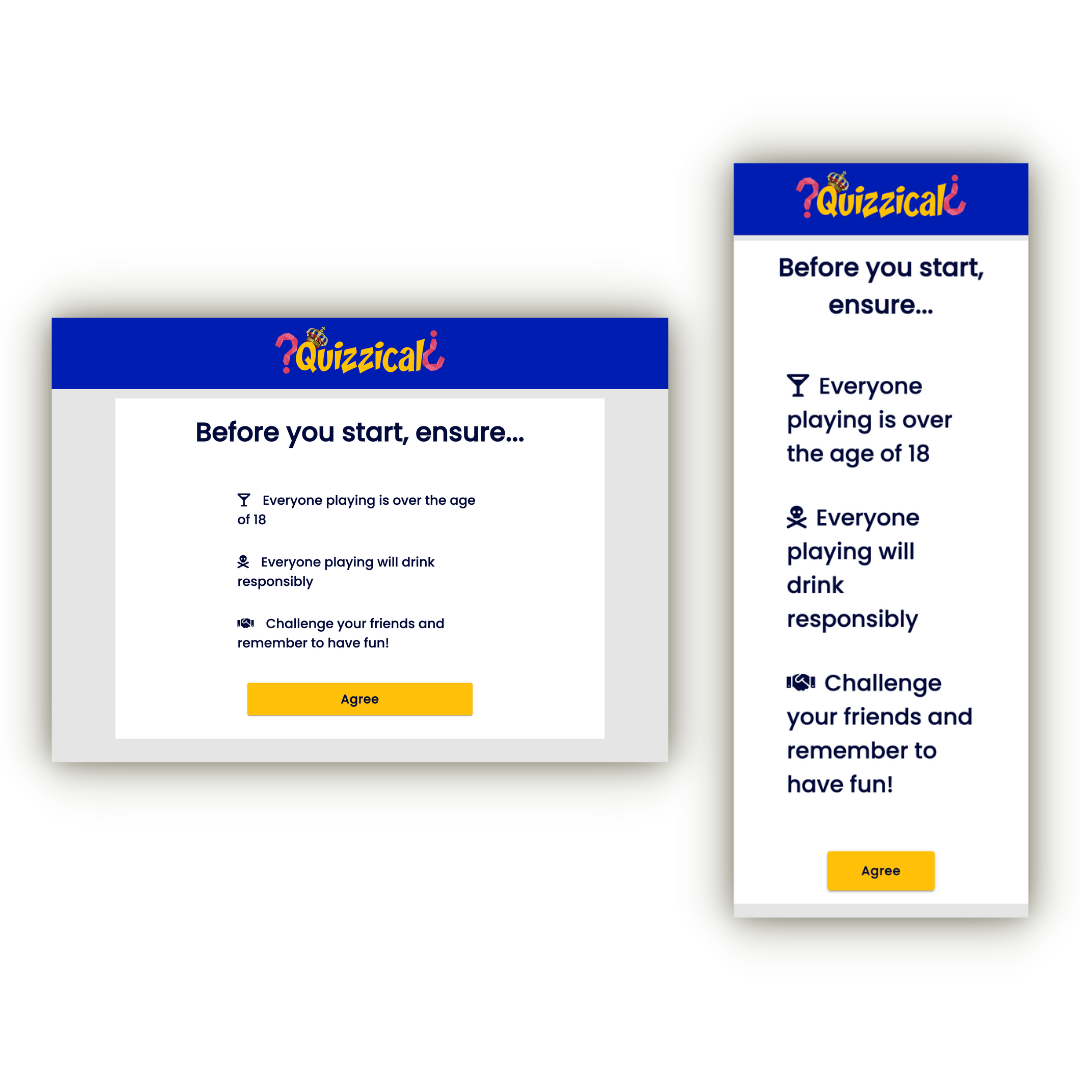 ?Quizzical¿
Before you start, ensure...
Everyone playing is over the age
of 18
Everyone playing will drink
responsibly
Challenge your friends and
remember to have fun!
Agree
?Quizzical¿
Before you start,
ensure...
Everyone
playing is over
the age of 18
Everyone
playing will
drink
responsibly
Challenge
your friends and
remember to
have fun!
Agree